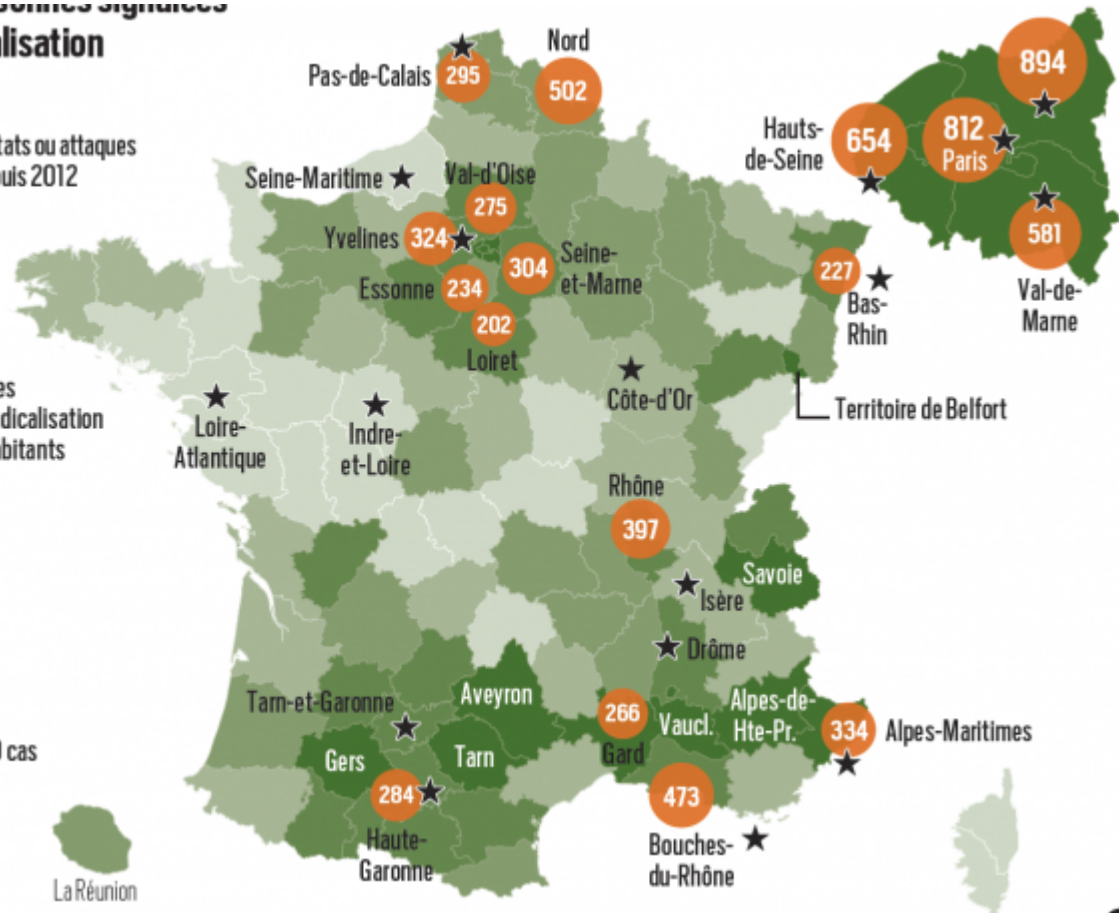 lisation
Nord
894
Pas-de-Calais
295
502
Hauts-
de-Seine
654
812
Paris
ou attaques
2012
Seine-Maritime
Val-d'Oise
275
581
Yvelines
324
304
Seine-
et-Marne
227
Bas-
Rhin
Val-de-
Marne
Essonne
234
202
Loiret
Côte-d'Or
Territoire de Belfort
es
dicalisation
bitants
Loire-
Atlantique
Indre-
et-Loire
Rhône
397
Savoie
Isère
Drôme
Tarn-et-Garonne
Aveyron
266
Gard
Vaucl.
Alpes-de-
Hte-Pr.
334
Alpes-Maritimes
cas
Gers
Tarn
284
Haute-
Garonne
473
Bouches-
du-Rhône
La Réunion